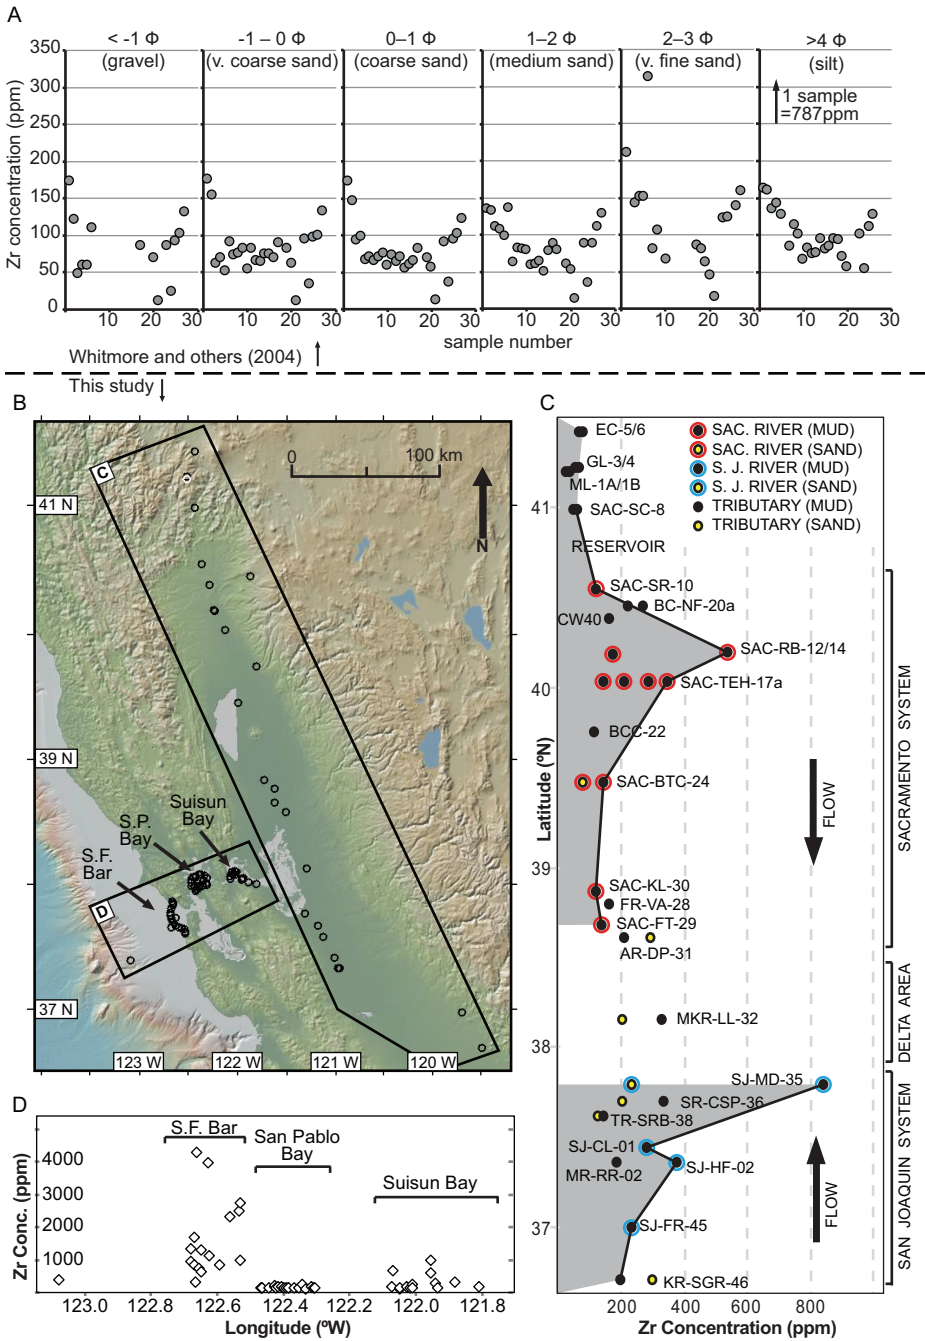 A
< -1 Φ
(gravel)
-1 – 0 Φ
(v. coarse sand)
0–1 Φ
(coarse sand)
1–2 Φ
(medium sand)
2–3 Φ
(v. fine sand)
>4 Φ
(silt)
350
300
250
200
150
100
50
0
Zr concentration (ppm)
1 sample
=787ppm
10 20 30
10 20 30
10 20 30
10 20 30
10 20 30
10 20 30
sample number
Whitmore and others (2004)
This study
B
C
0 100 km
N
41 N
39 N
37 N
Suisun
Bay
S.P.
Bay
S.F.
Bar
D
123 W
122 W
121 W
120 W
C
EC-5/6
GL-3/4
ML-1A/1B
SAC-SC-8
RESERVOIR
SAC-SR-10
BC-NF-20a
CW40
SAC-RB-12/14
SAC-TEH-17a
BCC-22
SAC-BTC-24
SAC-KL-30
FR-VA-28
SAC-FT-29
AR-DP-31
MKR-LL-32
SJ-MD-35
SR-CSP-36
TR-SRB-38
SJ-CL-01
MR-RR-02
SJ-HF-02
SJ-FR-45
KR-SGR-46
SAC. RIVER (MUD)
SAC. RIVER (SAND)
S. J. RIVER (MUD)
S. J. RIVER (SAND)
TRIBUTARY (MUD)
TRIBUTARY (SAND)
41
40
39
38
37
Latitude (ºN)
FLOW
FLOW
SACRAMENTO SYSTEM
DELTA AREA
SAN JOAQUIN SYSTEM
200 400 600 800
Zr Concentration (ppm)
D
S.F. Bar
San Pablo
Bay
Suisun Bay
4000
3000
2000
1000
0
Zr Conc. (ppm)
123.0 122.8 122.6 122.4 122.2 122.0 121.8
Longitude (ºW)